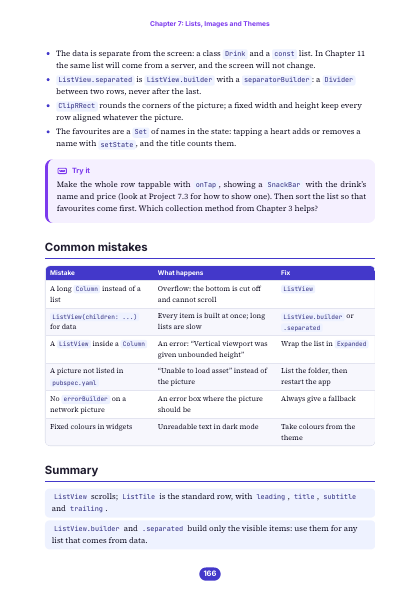 Chapter 7: Lists, Images and Themes
• The data is separate from the screen: a class Drink and a const list. In Chapter 11
the same list will come from a server, and the screen will not change.
• ListView.separated is ListView.builder with a separatorBuilder: a Divider
between two rows, never after the last.
• ClipRRect rounds the corners of the picture; a fixed width and height keep every
row aligned whatever the picture.
• The favourites are a Set of names in the state: tapping a heart adds or removes a
name with setState, and the title counts them.
Try it
Make the whole row tappable with onTap, showing a SnackBar with the drink's
name and price (look at Project 7.3 for how to show one). Then sort the list so that
favourites come first. Which collection method from Chapter 3 helps?
Common mistakes
Mistake What happens Fix
A long Column instead of a Overflow: the bottom is cut off ListView
list and cannot scroll
ListView(children: ...) Every item is built at once; long ListView.builder or
for data lists are slow .separated
A ListView inside a Column An error: “Vertical viewport was Wrap the list in Expanded
given unbounded height”
A picture not listed in “Unable to load asset” instead of List the folder, then
pubspec.yaml the picture restart the app
No errorBuilder on a An error box where the picture Always give a fallback
network picture should be
Fixed colours in widgets Unreadable text in dark mode Take colours from the
theme
Summary
ListView scrolls; ListTile is the standard row, with leading, title, subtitle
and trailing.
ListView.builder and .separated build only the visible items: use them for any
list that comes from data.
166